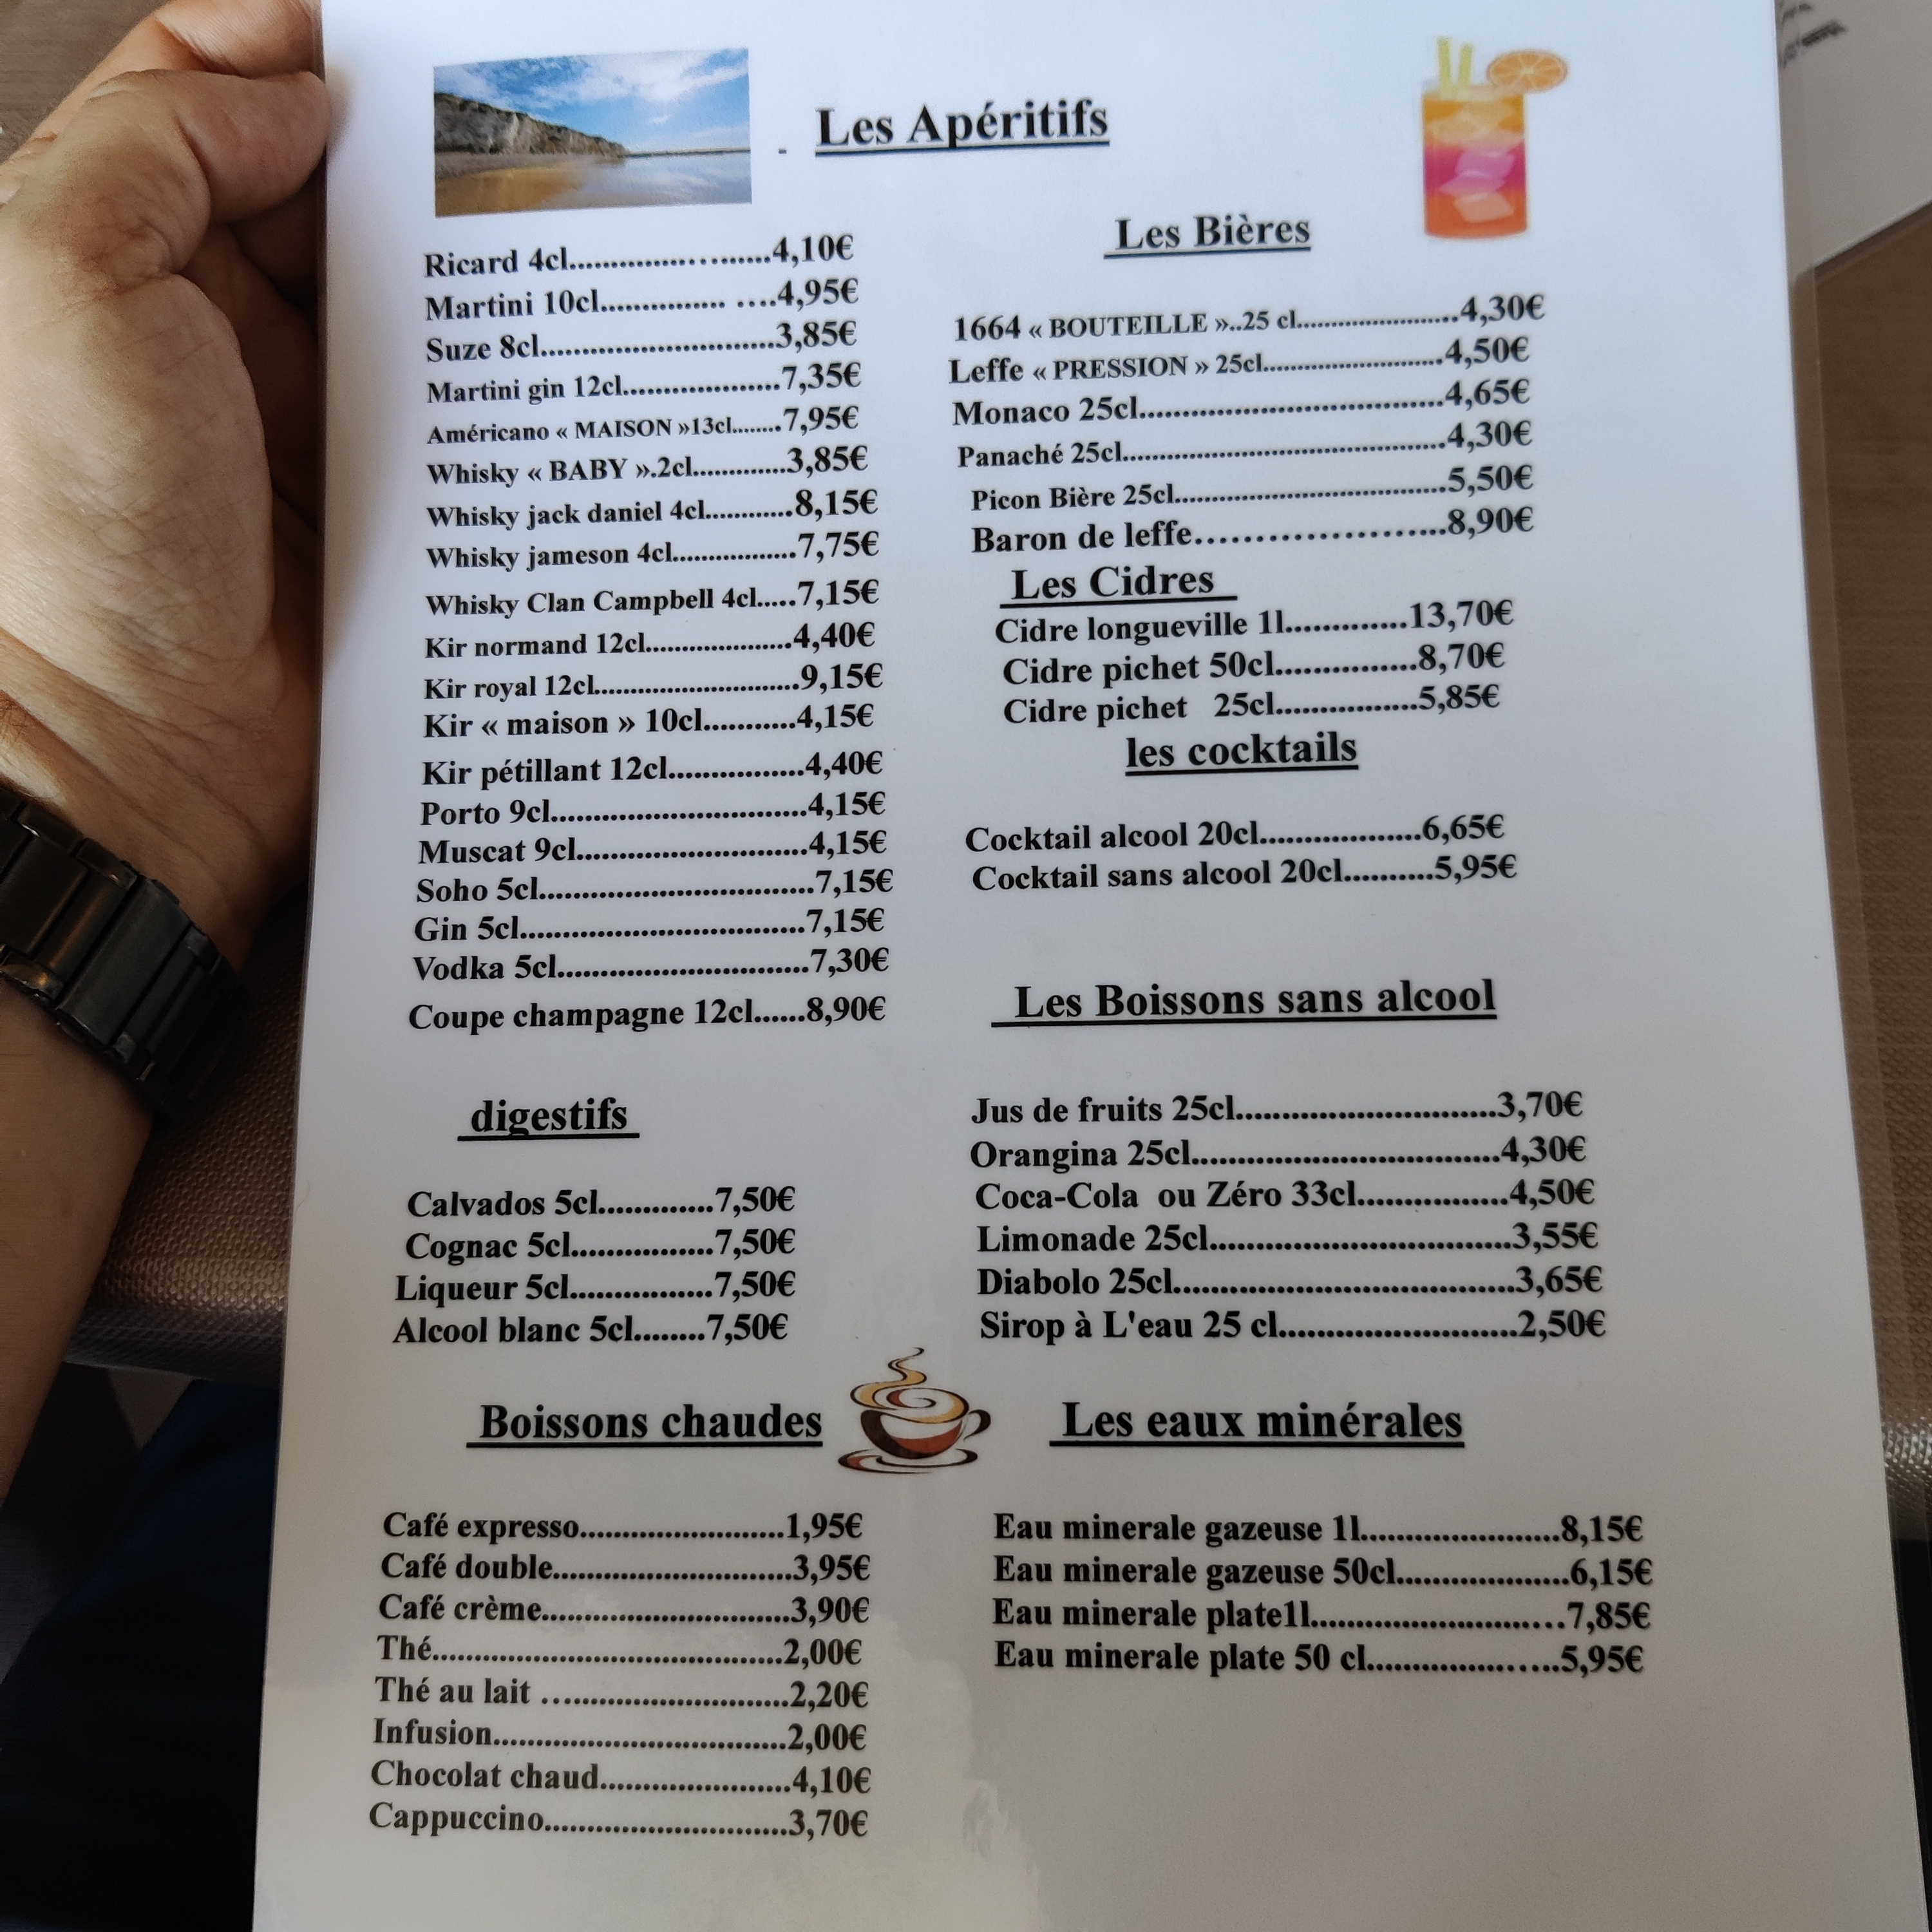 - Les Apéritifs
Ricard 4cl.......................4,10€
Martini 10cl.............. ....4,95€
Suze 8cl...........................3,85€
Martini gin 12cl..................7,35€
Américano « MAISON »13cl.......7,95€
Whisky « BABY ».2cl............3,85€
Whisky jack daniel 4cl...........8,15€
Whisky jameson 4cl...............7,75€
Whisky Clan Campbell 4cl.....7,15€
Kir normand 12cl...................4,40€
Kir royal 12cl..........................9,15€
Kir « maison » 10cl...........4,15€
Kir pétillant 12cl................4,40€
Porto 9cl..............................4,15€
Muscat 9cl...........................4,15€
Soho 5cl................................7,15€
Gin 5cl.................................7,15€
Vodka 5cl.............................7,30€
Coupe champagne 12cl......8,90€
digestifs
Calvados 5cl..............7,50€
Cognac 5cl.................7,50€
Liqueur 5cl.................7,50€
Alcool blanc 5cl........7,50€
Boissons chaudes
Café expresso........................1,95€
Café double............................3,95€
Café crème.............................3,90€
Thé.........................................2,00€
Thé au lait .............................2,20€
Infusion..................................2,00€
Chocolat chaud......................4,10€
Cappuccino............................3,70€
Les Bières
1664 « BOUTEILLE »..25 cl.......................4,30€
Leffe « PRESSION » 25cl.........................4,50€
Monaco 25cl...................................4,65€
Panaché 25cl.....................................4,30€
Picon Bière 25cl................................5,50€
Baron de leffe......................8,90€
Les Cidres
Cidre longueville 1l.............13,70€
Cidre pichet 50cl...............8,70€
Cidre pichet 25cl...............5,85€
les cocktails
Cocktail alcool 20cl.................6,65€
Cocktail sans alcool 20cl..........5,95€
Les Boissons sans alcool
Jus de fruits 25cl............................3,70€
Orangina 25cl.................................4,30€
Coca-Cola ou Zéro 33cl................4,50€
Limonade 25cl................................3,55€
Diabolo 25cl....................................3,65€
Sirop à L'eau 25 cl.........................2,50€
Les eaux minérales
Eau minerale gazeuse 1l.....................8,15€
Eau minerale gazeuse 50cl..................6,15€
Eau minerale plate1l...........................7,85€
Eau minerale plate 50 cl.....................5,95€